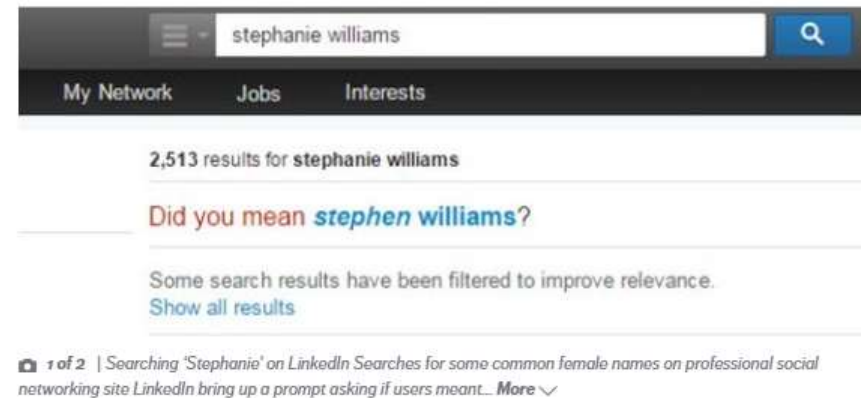 stephanie williams
My Network Jobs Interests
2,513 results for stephanie williams
Did you mean stephen williams?
Some search results have been filtered to improve relevance.
Show all results
1 of 2 | Searching 'Stephanie' on LinkedIn Searches for some common female names on professional social
networking site LinkedIn bring up a prompt asking if users meant... More